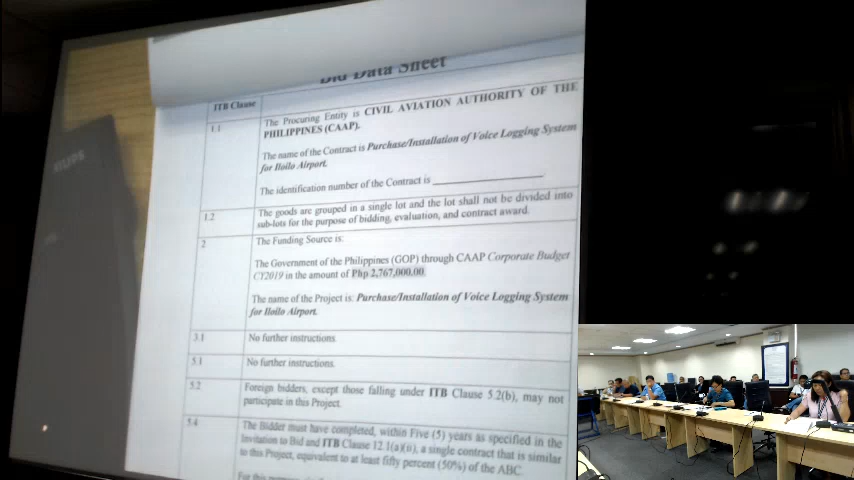 Bid Data Sheet
ITB Clause
1.1
The Procuring Entity is CIVIL AVIATION AUTHORITY OF THE
PHILIPPINES (CAAP).
The name of the Contract is Purchase/Installation of Voice Logging System
for Iloilo Airport.
The identification number of the Contract is
1.2
The goods are grouped in a single lot and the lot shall not be divided into
sub-lots for the purpose of bidding, evaluation, and contract award.
2
The Funding Source is:
The Government of the Philippines (GOP) through CAAP Corporate Budget
CY2019 in the amount of Php 2,767,000.00.
The name of the Project is: Purchase/Installation of Voice Logging System
for Iloilo Airport.
3.1
No further instructions.
5.1
No further instructions.
5.2
Foreign bidders, except those falling under ITB Clause 5.2(b), may not
participate in this Project.
5.4
The Bidder must have completed, within Five (5) years as specified in the
Invitation to Bid and ITB Clause 12.1(a)(ii), a single contract that is similar
to this Project, equivalent to at least fifty percent (50%) of the ABC.
For this